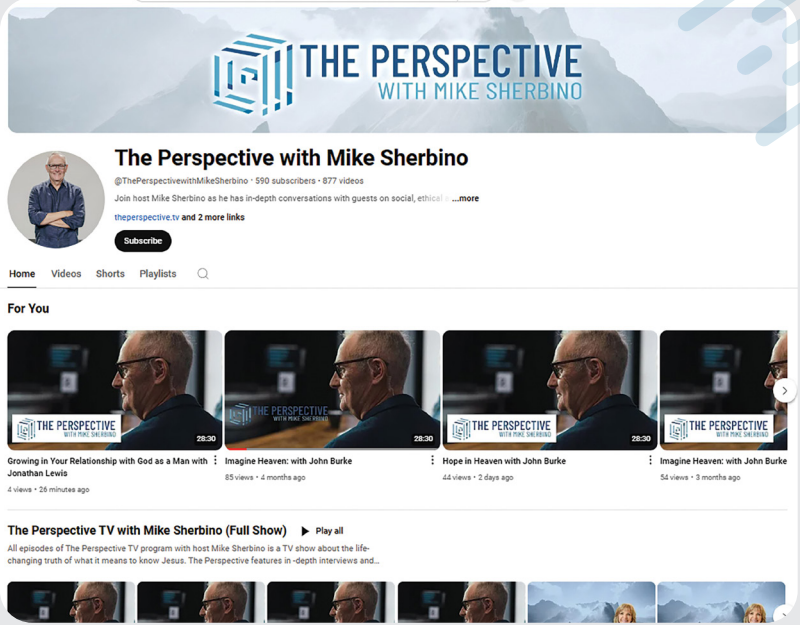 THE PERSPECTIVE
WITH MIKE SHERBINO
The Perspective with Mike Sherbino
@ThePerspectivewithMikeSherbino • 590 subscribers • 877 videos
Join host Mike Sherbino as he has in-depth conversations with guests on social, ethical ...more
theperspective.tv and 2 more links
Subscribe
Home Videos Shorts Playlists
For You
THE PERSPECTIVE
WITH MIKE SHERBINO
28:30
THE PERSPECTIVE
WITH MIKE SHERBINO
28:30
THE PERSPECTIVE
WITH MIKE SHERBINO
28:30
THE PERSPECTIVE
WITH MIKE SHERBINO
Growing in Your Relationship with God as a Man with
Jonathan Lewis
4 views • 26 minutes ago
Imagine Heaven: with John Burke
85 views • 4 months ago
Hope in Heaven with John Burke
44 views • 2 days ago
Imagine Heaven: with John Burke
54 views • 3 months ago
The Perspective TV with Mike Sherbino (Full Show) Play all
All episodes of The Perspective TV program with host Mike Sherbino is a TV show about the life-
changing truth of what it means to know Jesus. The Perspective features in -depth interviews and...